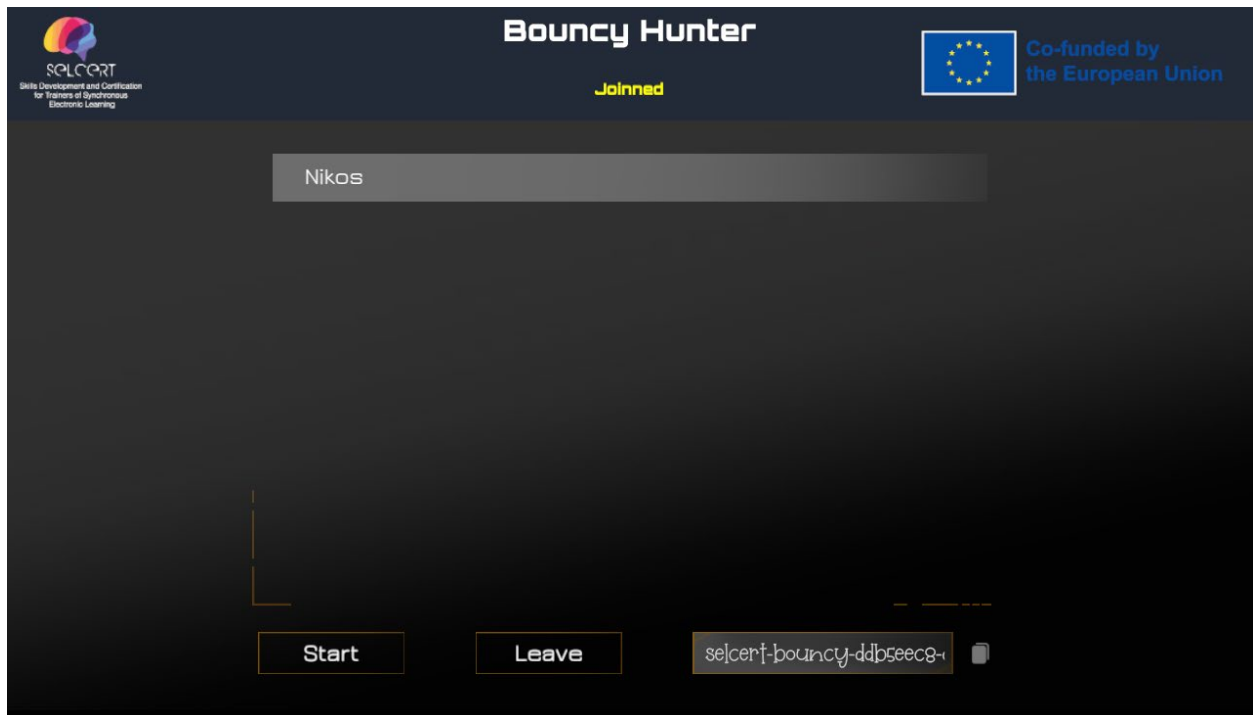 SELCERT
Skills Development and Certification
for Trainers of Synchronous
Electronic Learning
Bouncy Hunter
Joinned
Co-funded by
the European Union
Nikos
Start
Leave
selcert-bouncy-ddb5eec8-